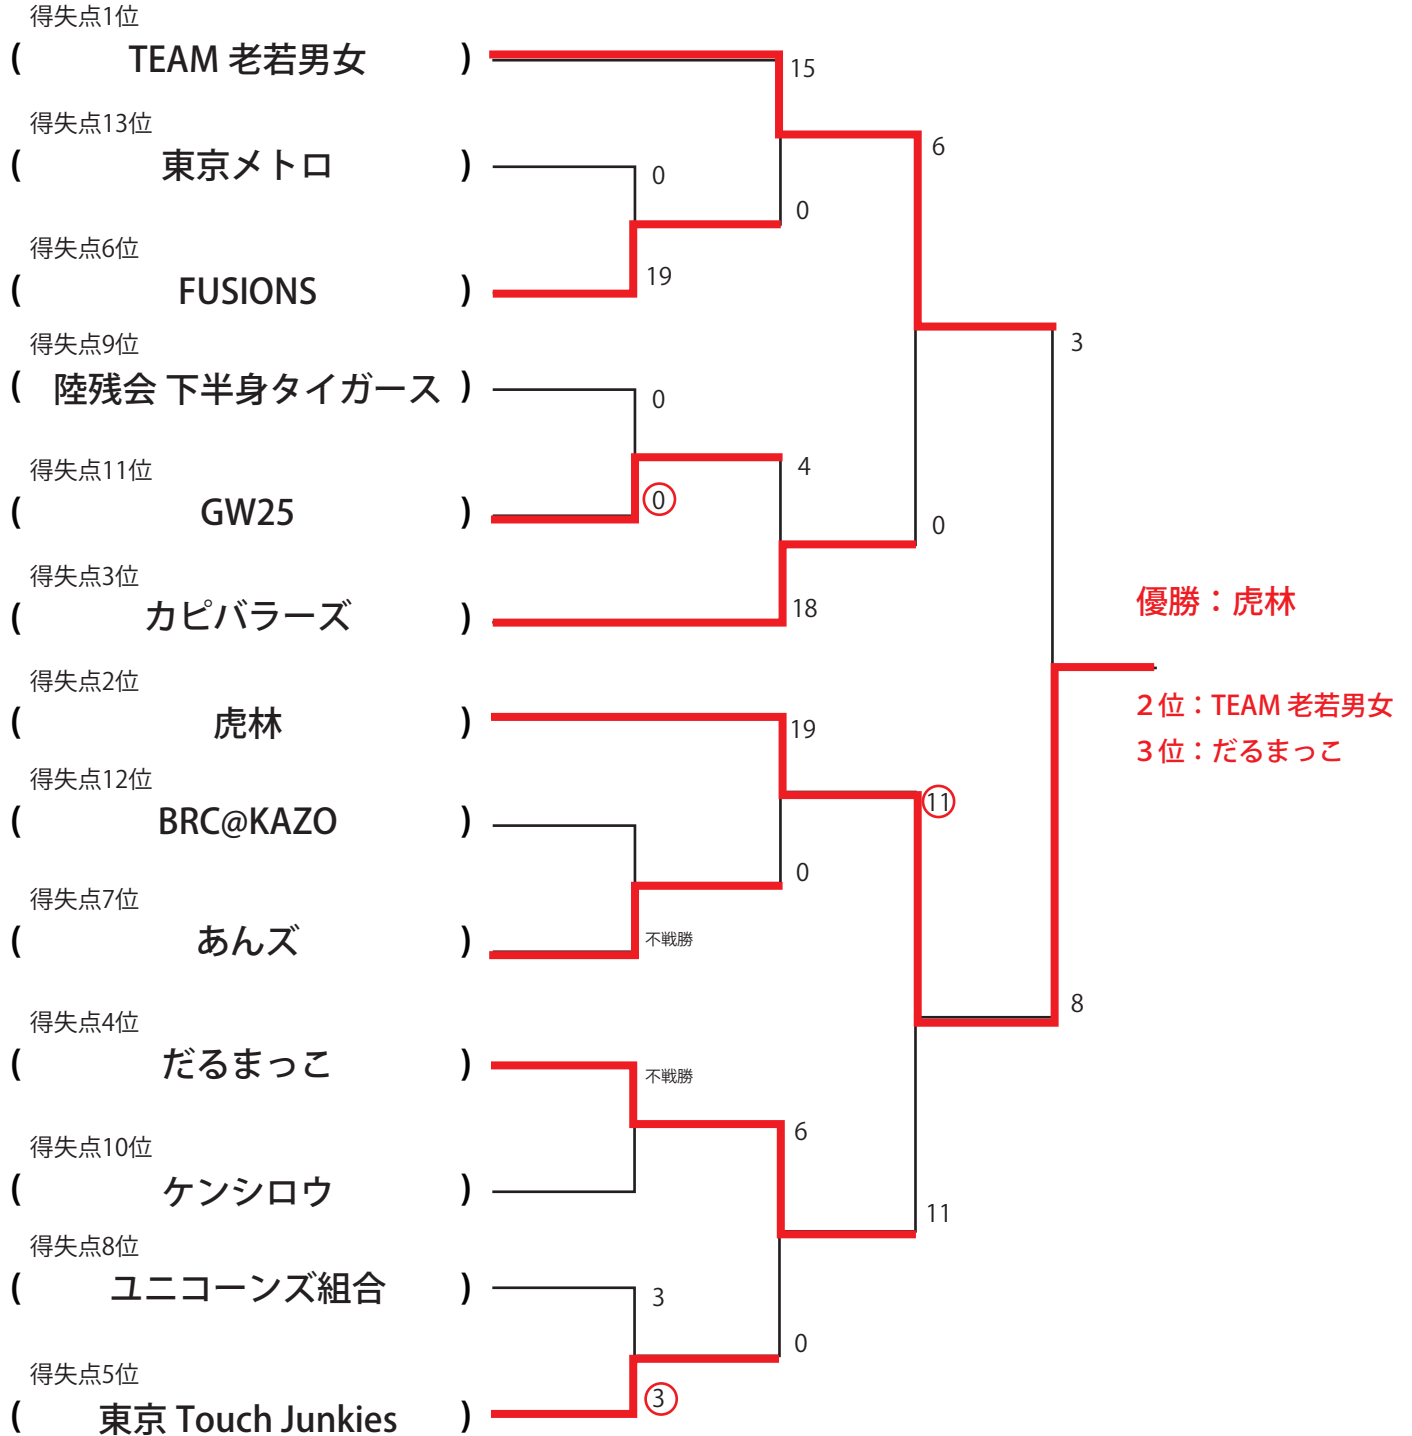 得失点1位
( TEAM 老若男女 )
15
得失点13位
( 東京メトロ )
0
6
0
得失点6位
( FUSIONS )
19
得失点9位
( 陸残会 下半身タイガース )
0
3
4
得失点11位
( GW25 )
0
0
得失点3位
( カピバラーズ )
18
優勝：虎林
得失点2位
( 虎林 )
19
2位：TEAM 老若男女
3位：だるまっこ
得失点12位
( BRC@KAZO )
11
0
得失点7位
( あんズ )
不戦勝
8
得失点4位
( だるまっこ )
不戦勝
6
得失点10位
( ケンシロウ )
11
得失点8位
( ユニコーンズ組合 )
3
0
得失点5位
( 東京 Touch Junkies )
3